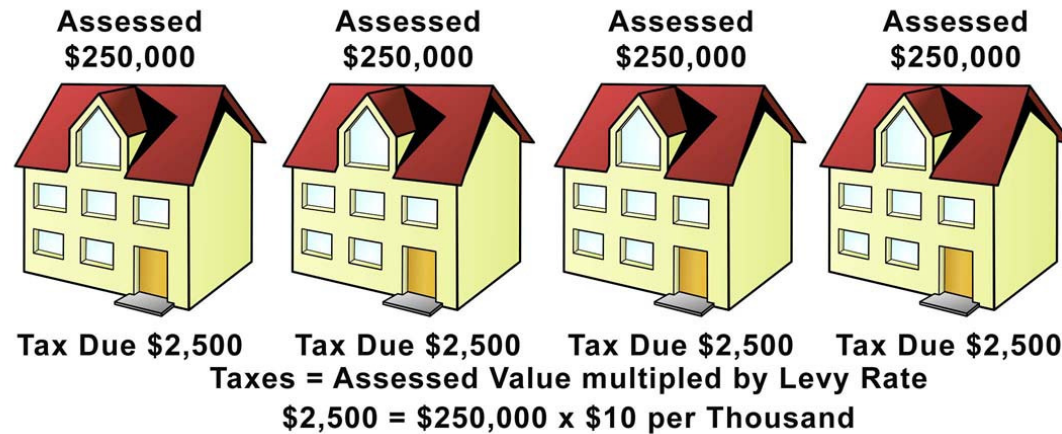 Assessed Assessed Assessed Assessed
$250,000 $250,000 $250,000 $250,000
Tax Due $2,500 Tax Due $2,500 Tax Due $2,500 Tax Due $2,500
Taxes = Assessed Value multipled by Levy Rate
$2,500 = $250,000 x $10 per Thousand